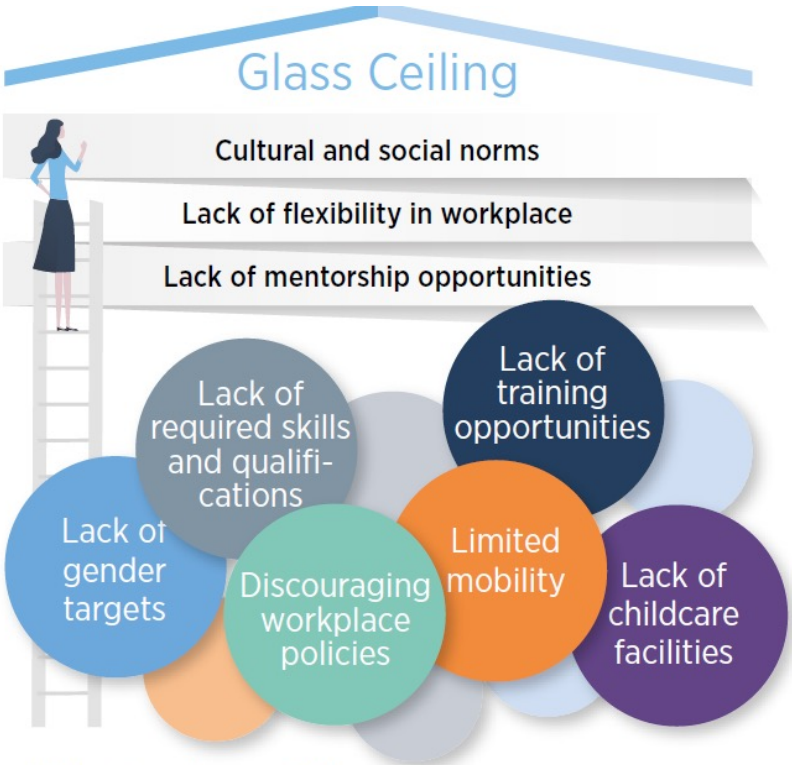 Glass Ceiling
Cultural and social norms
Lack of flexibility in workplace
Lack of mentorship opportunities
Lack of
required skills
and qualifi-
cations
Lack of
training
opportunities
Lack of
gender
targets
Discouraging
workplace
policies
Limited
mobility
Lack of
childcare
facilities